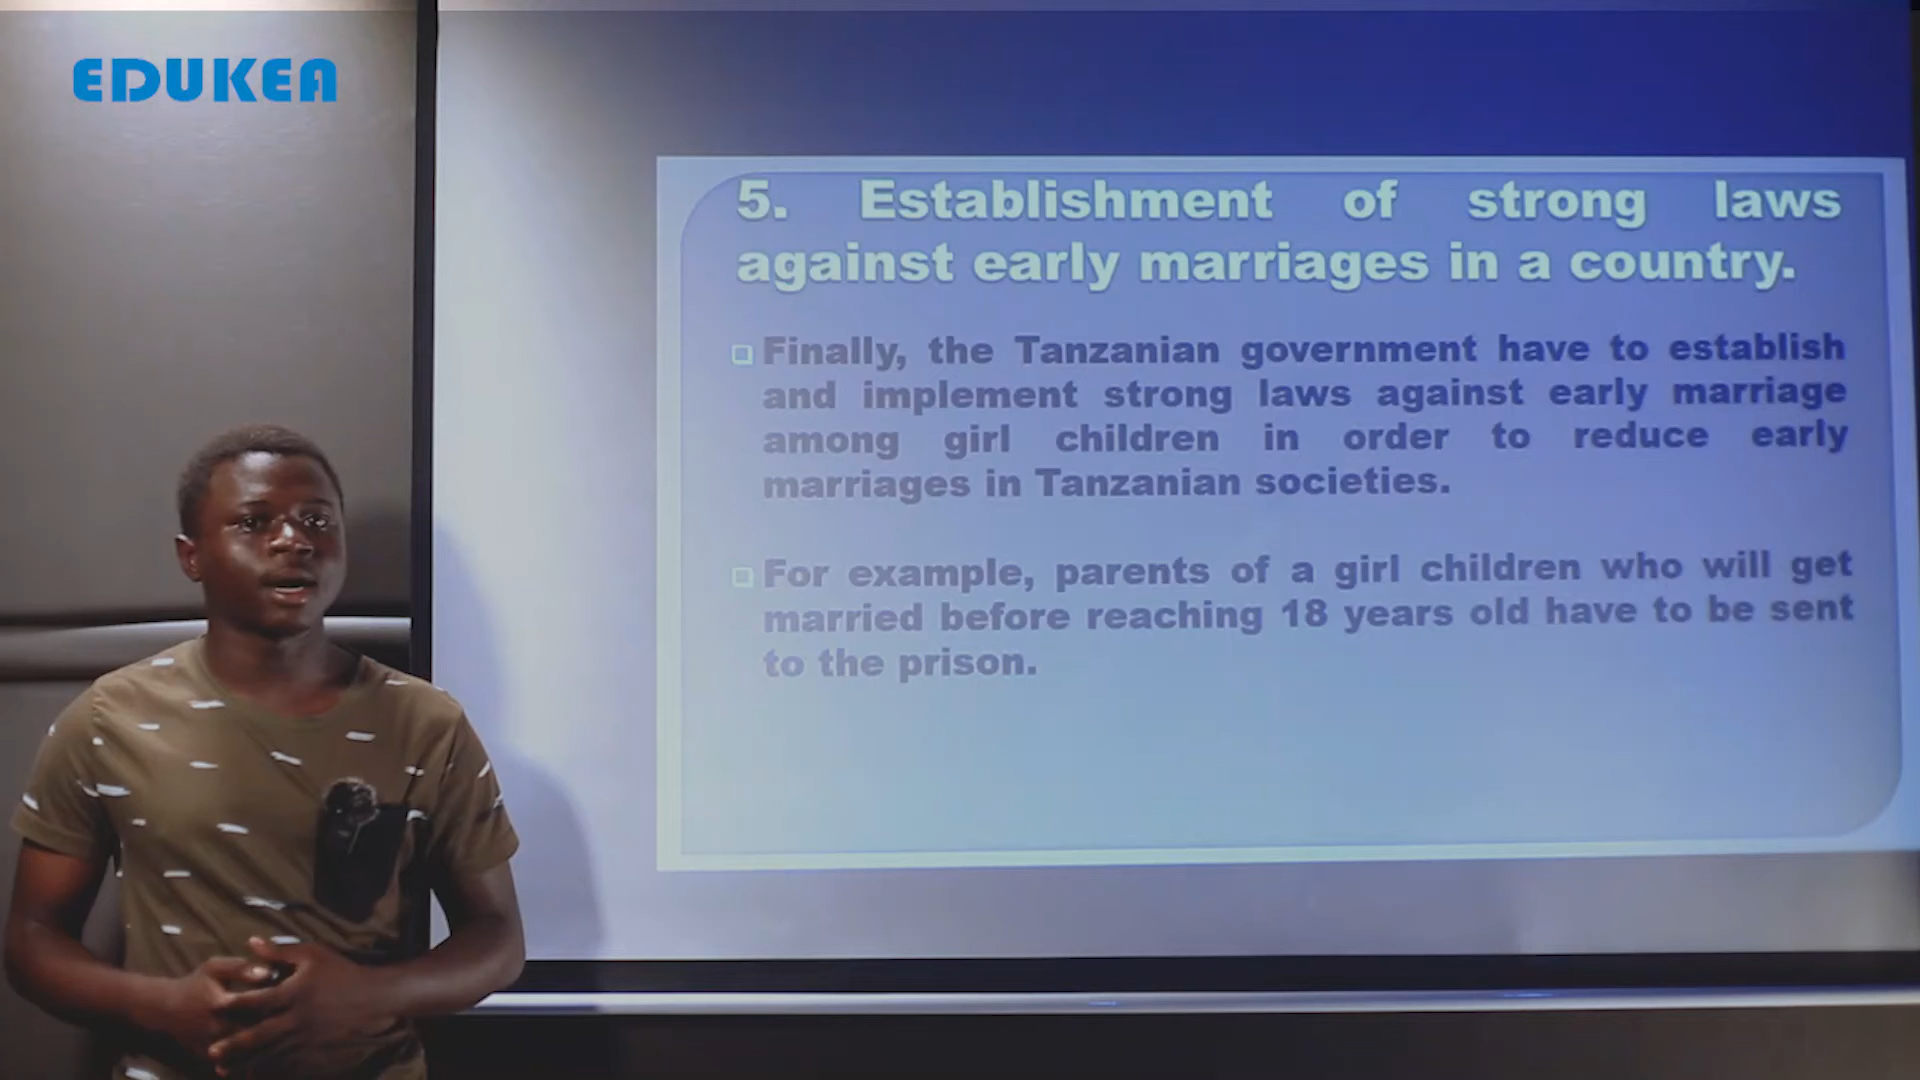 EDUKEA
5. Establishment of strong laws
against early marriages in a country.
Finally, the Tanzanian government have to establish
and implement strong laws against early marriage
among girl children in order to reduce early
marriages in Tanzanian societies.
For example, parents of a girl children who will get
married before reaching 18 years old have to be sent
to the prison.